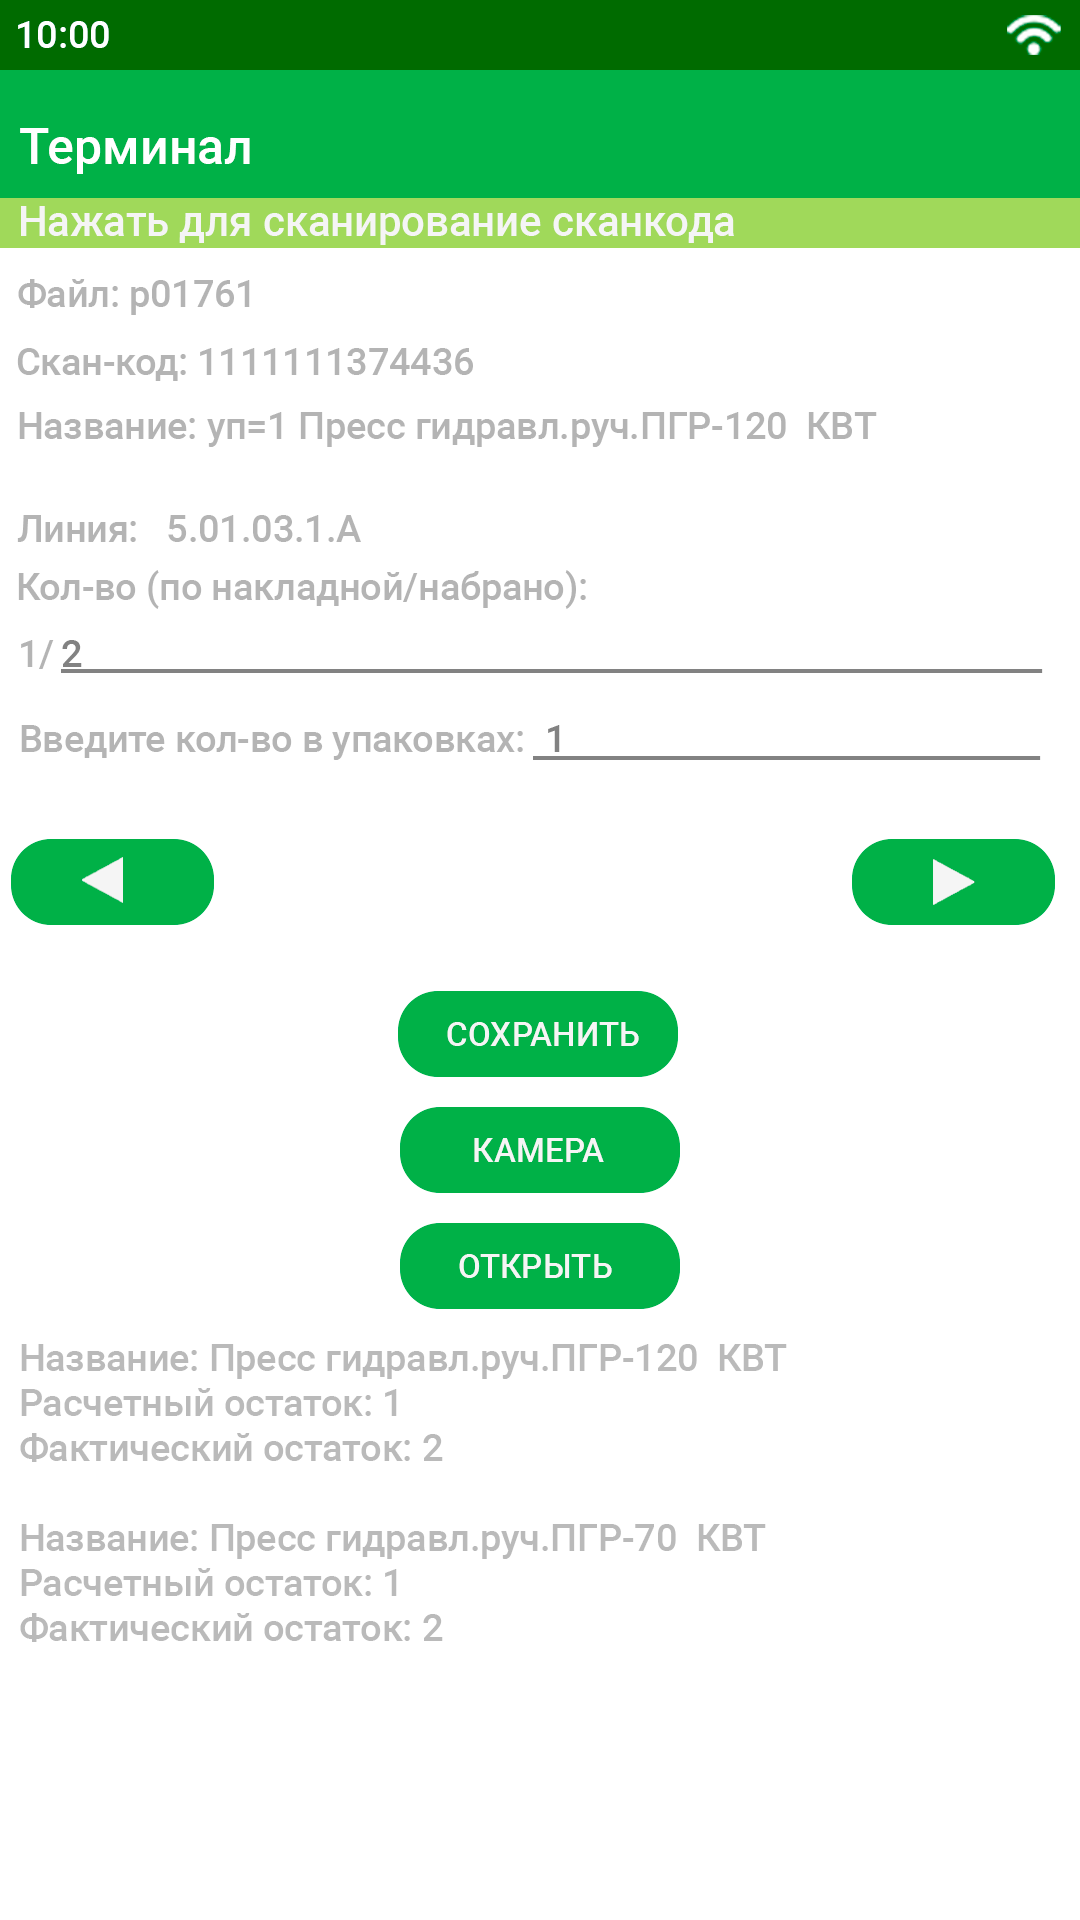 10:00
Терминал
Нажать для сканирование сканкода
Файл: p01761
Скан-код: 1111111374436
Название: уп=1 Пресс гидравл.руч.ПГР-120 КВТ
Линия: 5.01.03.1.А
Кол-во (по накладной/набрано):
1/ 2
Введите кол-во в упаковках: 1
СОХРАНИТЬ
КАМЕРА
ОТКРЫТЬ
Название: Пресс гидравл.руч.ПГР-120 КВТ
Расчетный остаток: 1
Фактический остаток: 2
Название: Пресс гидравл.руч.ПГР-70 КВТ
Расчетный остаток: 1
Фактический остаток: 2